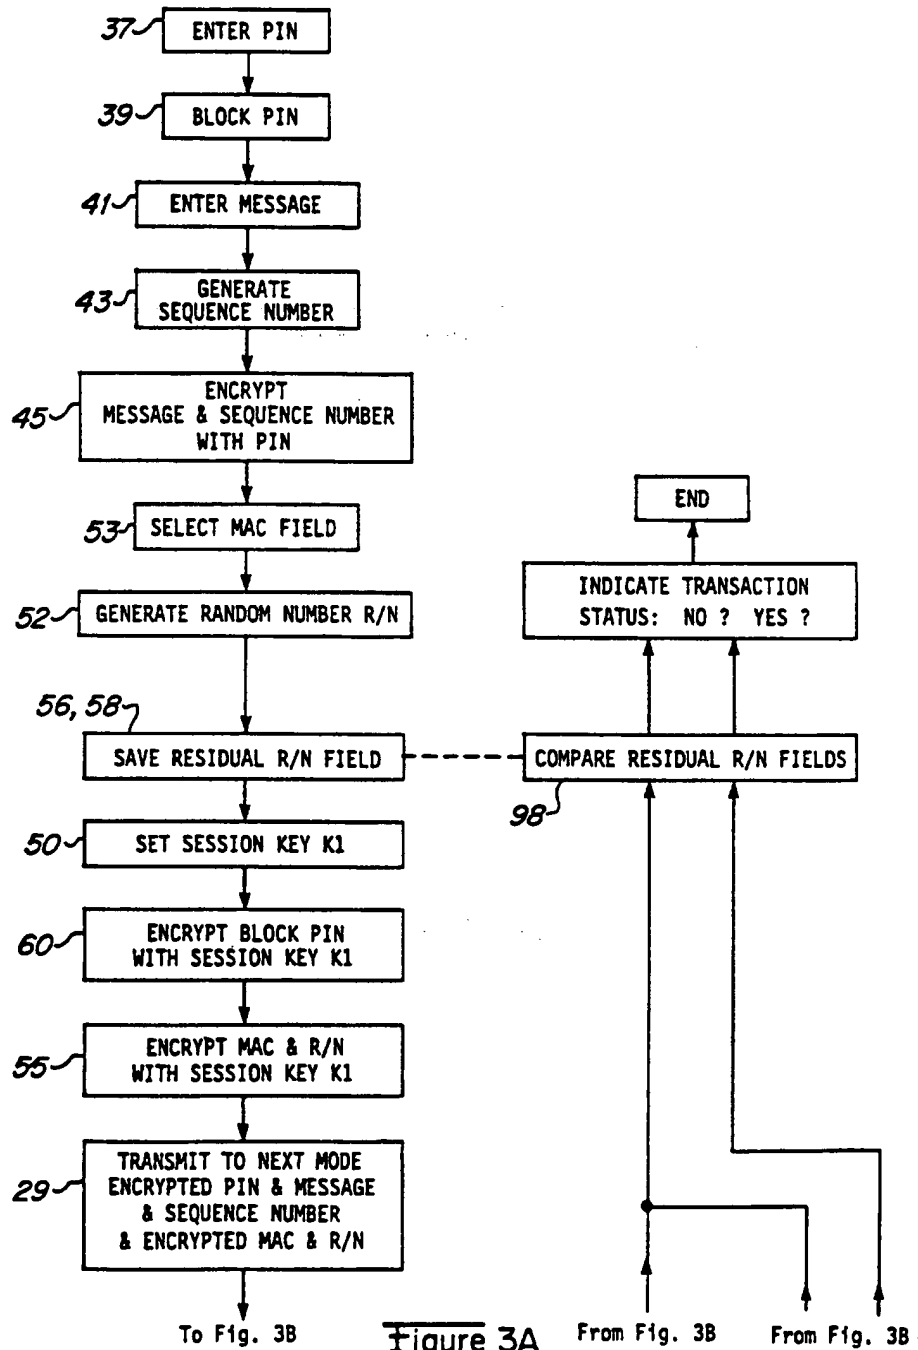 37
ENTER PIN
39
BLOCK PIN
41
ENTER MESSAGE
43
GENERATE
SEQUENCE NUMBER
45
ENCRYPT
MESSAGE & SEQUENCE NUMBER
WITH PIN
53
SELECT MAC FIELD
52
GENERATE RANDOM NUMBER R/N
56, 58
SAVE RESIDUAL R/N FIELD
50
SET SESSION KEY K1
60
ENCRYPT BLOCK PIN
WITH SESSION KEY K1
55
ENCRYPT MAC & R/N
WITH SESSION KEY K1
29
TRANSMIT TO NEXT MODE
ENCRYPTED PIN & MESSAGE
& SEQUENCE NUMBER
& ENCRYPTED MAC & R/N
To Fig. 3B
END
INDICATE TRANSACTION
STATUS: NO ? YES ?
COMPARE RESIDUAL R/N FIELDS
98
From Fig. 3B
From Fig. 3B
Figure 3A